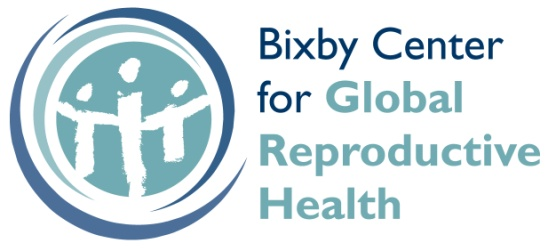 Bixby Center
for Global
Reproductive
Health